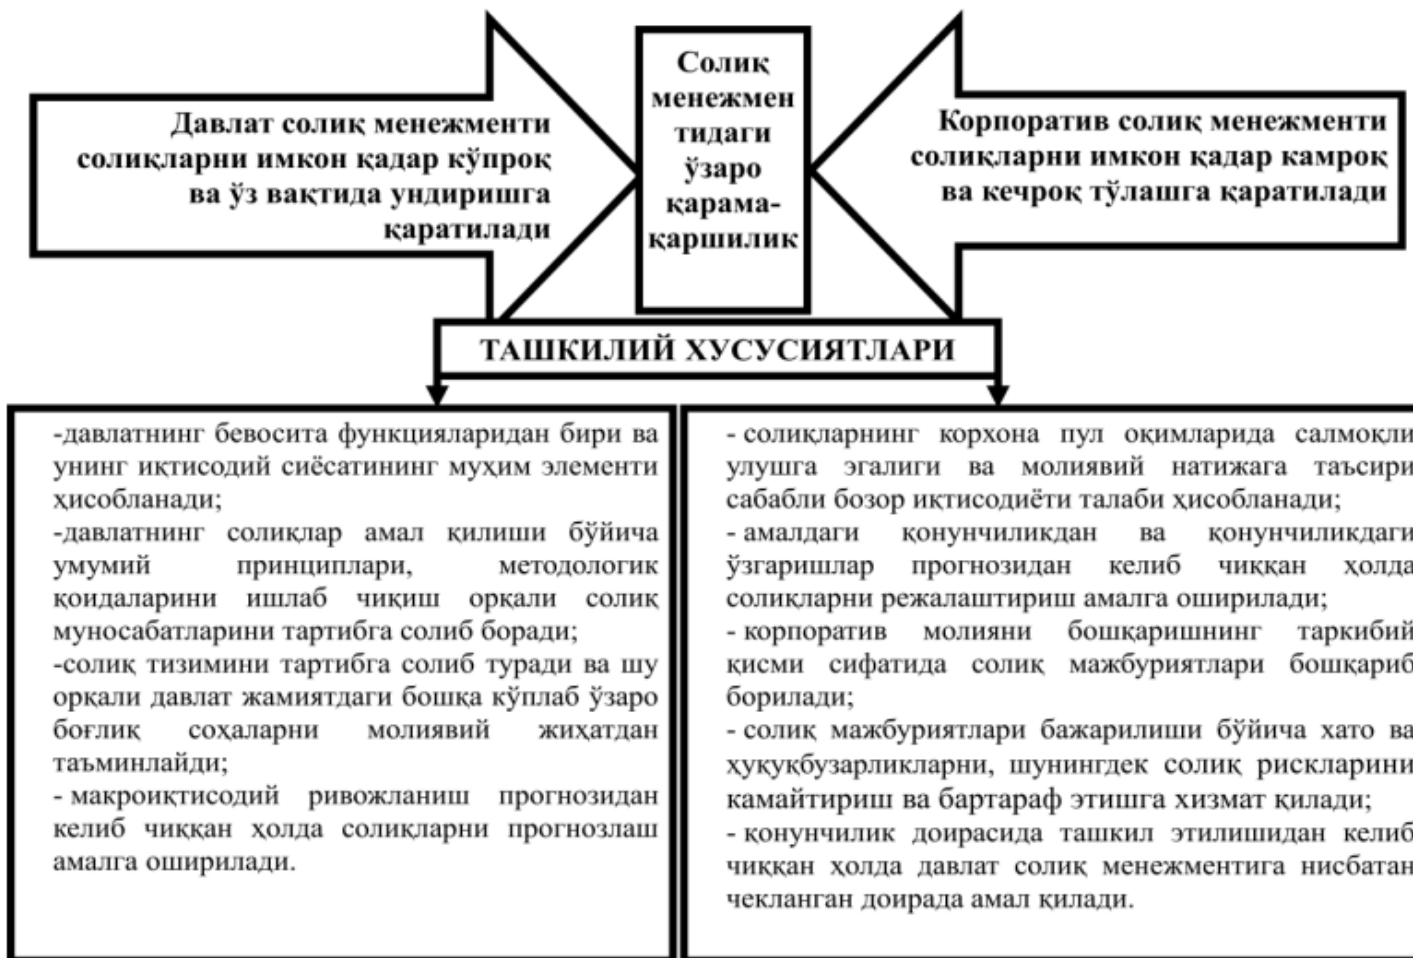 Давлат солиқ менежменти
солиқларни имкон қадар кўпроқ
ва ўз вақтида ундиришга
қаратилади
Солиқ
менежмен
тидаги
ўзаро
қарама-
қаршилик
Корпоратив солиқ менежменти
солиқларни имкон қадар камроқ
ва кечроқ тўлашга қаратилади
ТАШКИЛИЙ ХУСУСИЯТЛАРИ
-давлатнинг бевосита функцияларидан бири ва
унинг иқтисодий сиёсатининг муҳим элементи
ҳисобланади;
-давлатнинг солиқлар амал қилиши бўйича
умумий принциплари, методологик
қоидаларини ишлаб чиқиш орқали солиқ
муносабатларини тартибга солиб боради;
-солиқ тизимини тартибга солиб туради ва шу
орқали давлат жамиятдаги бошқа кўплаб ўзаро
боғлиқ соҳаларни молиявий жиҳатдан
таъминлайди;
- макроиқтисодий ривожланиш прогнозидан
келиб чиққан ҳолда солиқларни прогнозлаш
амалга оширилади.
- солиқларнинг корхона пул оқимларида салмоқли
улушга эгалиги ва молиявий натижага таъсири
сабабли бозор иқтисодиёти талаби ҳисобланади;
- амалдаги қонунчиликдан ва қонунчиликдаги
ўзгаришлар прогнозидан келиб чиққан ҳолда
солиқларни режалаштириш амалга оширилади;
- корпоратив молияни бошқаришнинг таркибий
қисми сифатида солиқ мажбуриятлари бошқариб
борилади;
- солиқ мажбуриятлари бажарилиши бўйича хато ва
ҳуқуқбузарликларни, шунингдек солиқ рискларини
камайтириш ва бартараф этишга хизмат қилади;
- қонунчилик доирасида ташкил этилишидан келиб
чиққан ҳолда давлат солиқ менежментига нисбатан
чекланган доирада амал қилади.